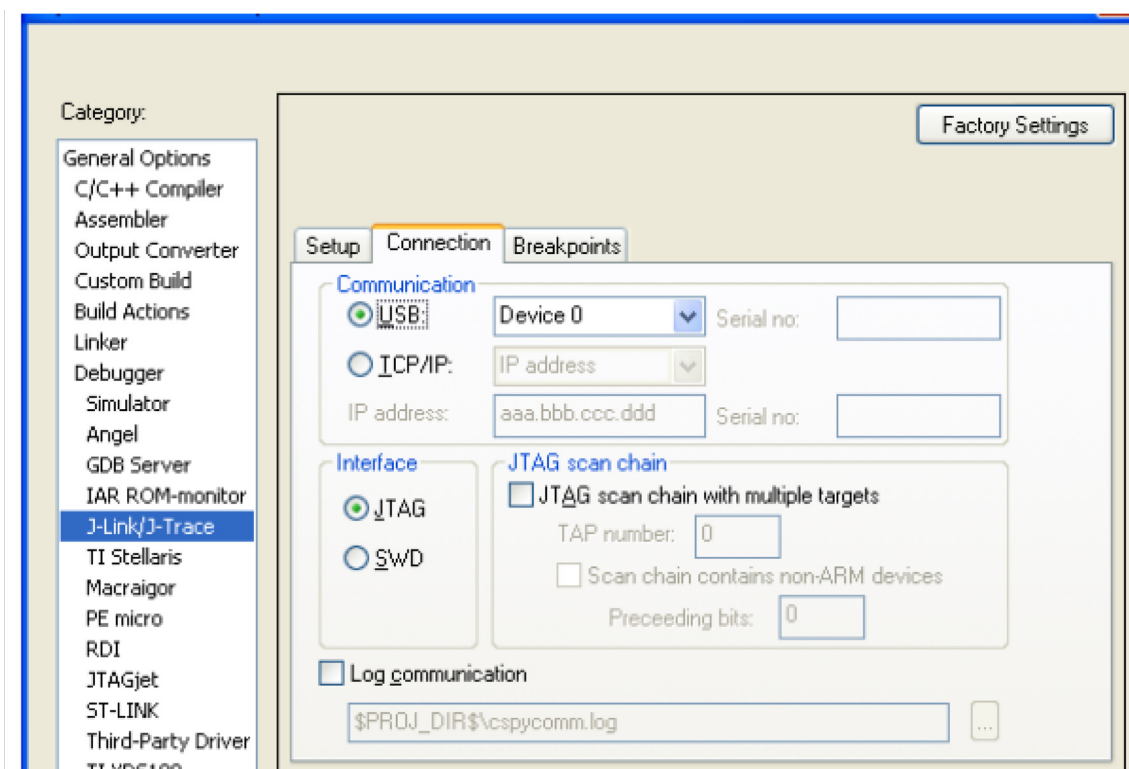 Category:
General Options
C/C++ Compiler
Assembler
Output Converter
Custom Build
Build Actions
Linker
Debugger
Simulator
Angel
GDB Server
IAR ROM-monitor
J-Link/J-Trace
TI Stellaris
Macraigor
PE micro
RDI
JTAGjet
ST-LINK
Third-Party Driver
TI XDS100
Factory Settings
Setup Connection Breakpoints
Communication
USB: Device 0 Serial no:
TCP/IP: IP address
IP address: aaa.bbb.ccc.ddd Serial no:
Interface
JTAG
SWD
JTAG scan chain
JTAG scan chain with multiple targets
TAP number: 0
Scan chain contains non-ARM devices
Preceeding bits: 0
Log communication
$PROJ_DIR$\cspycomm.log
...